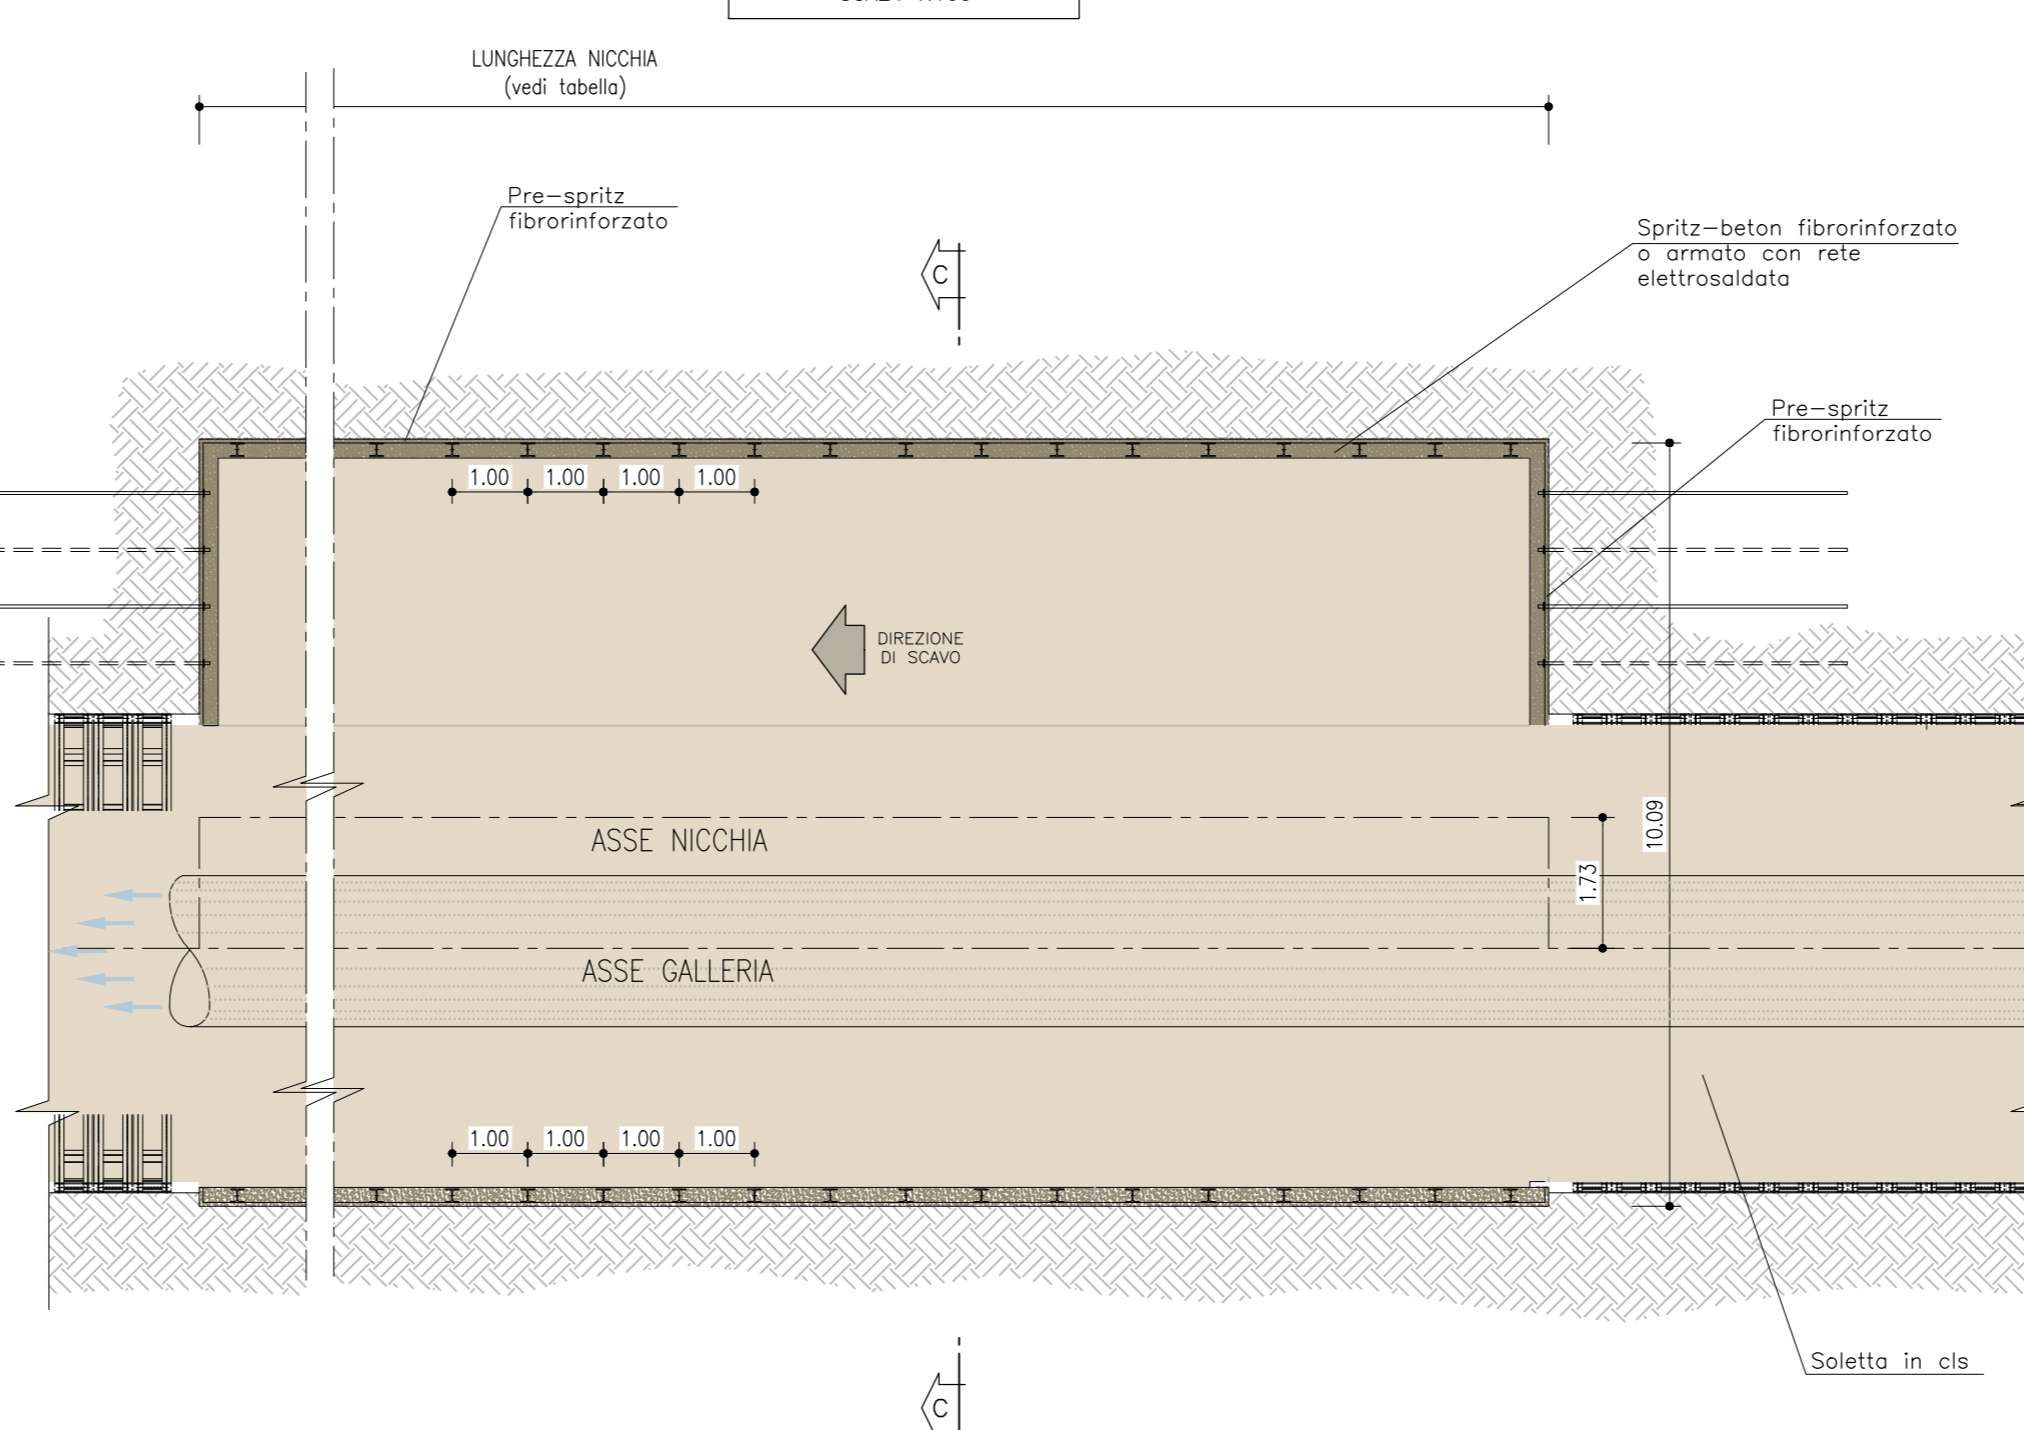 LUNGHEZZA NICCHIA
(vedi tabella)
Pre-spritz
fibrorinforzato
Spritz-beton fibrorinforzato
o armato con rete
elettrosaldata
C
Pre-spritz
fibrorinforzato
1.00 1.00 1.00 1.00
DIREZIONE
DI SCAVO
ASSE NICCHIA
10.09
1.73
ASSE GALLERIA
1.00 1.00 1.00 1.00
Soletta in cls
C